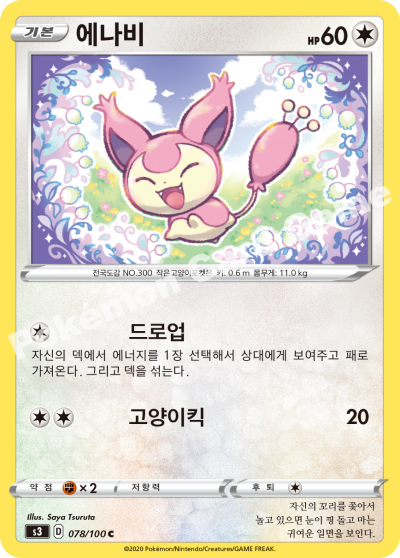 기본 에나비 HP 60
전국도감 NO.300 작은고양이포켓몬 키: 0.6 m 몸무게: 11.0 kg
드로업
자신의 덱에서 에너지를 1장 선택해서 상대에게 보여주고 패로
가져온다. 그리고 덱을 섞는다.
고양이킥 20
약점 ×2 저항력 후퇴
Illus. Saya Tsuruta
s3 D 078/100 C
자신의 꼬리를 쫓아서
놀고 있으면 눈이 핑 돌고 마는
귀여운 일면을 보인다.
©2020 Pokémon/Nintendo/Creatures/GAME FREAK.